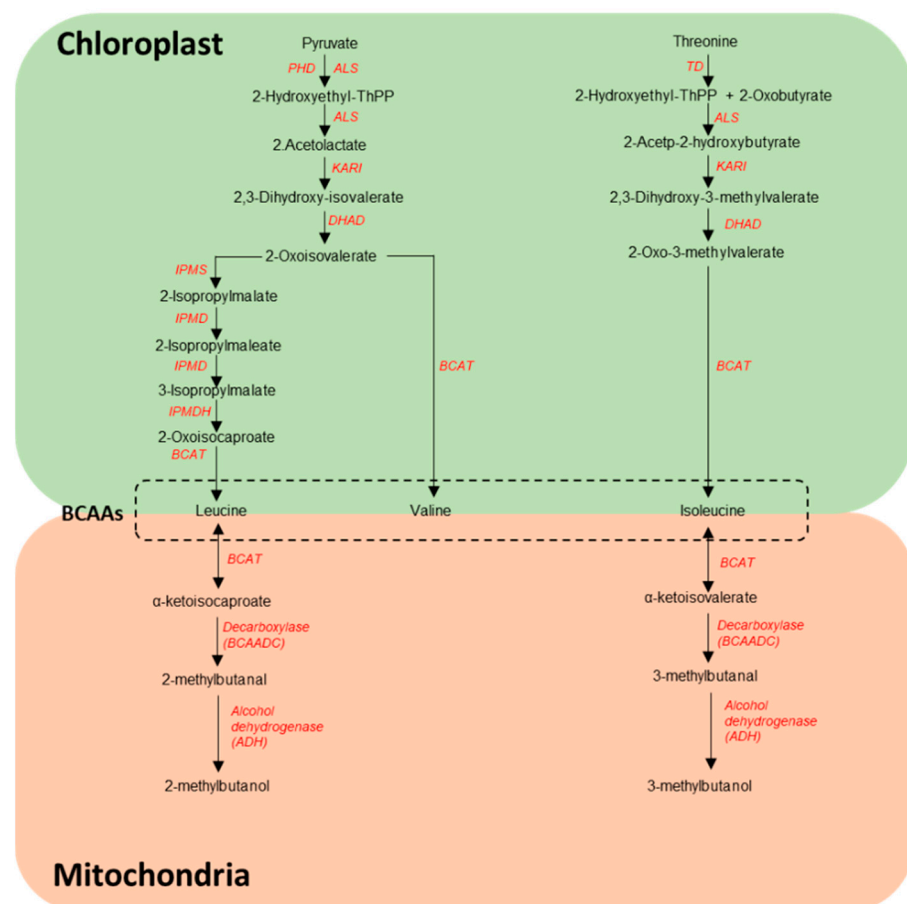 Chloroplast
Pyruvate
PHD ALS
2-Hydroxyethyl-ThPP
ALS
2.Acetolactate
KARI
2,3-Dihydroxy-isovalerate
DHAD
2-Oxoisovalerate
IPMS
2-Isopropylmalate
IPMD
2-Isopropylmaleate
IPMD
3-Isopropylmalate
IPMDH
2-Oxoisocaproate
BCAT
BCAT
Threonine
TD
2-Hydroxyethyl-ThPP + 2-Oxobutyrate
ALS
2-Acetp-2-hydroxybutyrate
KARI
2,3-Dihydroxy-3-methylvalerate
DHAD
2-Oxo-3-methylvalerate
BCAT
BCAAs
Leucine
Valine
Isoleucine
BCAT
α-ketoisocaproate
Decarboxylase
(BCAADC)
2-methylbutanal
Alcohol
dehydrogenase
(ADH)
2-methylbutanol
BCAT
α-ketoisovalerate
Decarboxylase
(BCAADC)
3-methylbutanal
Alcohol
dehydrogenase
(ADH)
3-methylbutanol
Mitochondria